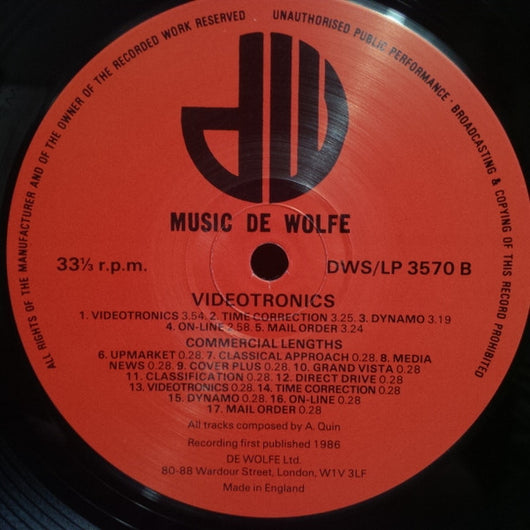 ALL RIGHTS OF THE MANUFACTURER AND OF THE OWNER OF THE RECORDED WORK RESERVED
UNAUTHORISED PUBLIC PERFORMANCE · BROADCASTING & COPYING OF THIS RECORD PROHIBITED
dW
MUSIC DE WOLFE
33⅓ r.p.m.
DWS/LP 3570 B
VIDEOTRONICS
1. VIDEOTRONICS 3.54. 2. TIME CORRECTION 3.25. 3. DYNAMO 3.19
4. ON-LINE 2.58. 5. MAIL ORDER 3.24
COMMERCIAL LENGTHS
6. UPMARKET 0.28. 7. CLASSICAL APPROACH 0.28. 8. MEDIA
NEWS 0.28. 9. COVER PLUS 0.28. 10. GRAND VISTA 0.28
11. CLASSIFICATION 0.28. 12. DIRECT DRIVE 0.28.
13. VIDEOTRONICS 0.28. 14. TIME CORRECTION 0.28
15. DYNAMO 0.28. 16. ON-LINE 0.28
17. MAIL ORDER 0.28
All tracks composed by A. Quin
Recording first published 1986
DE WOLFE Ltd.
80-88 Wardour Street, London, W1V 3LF
Made in England